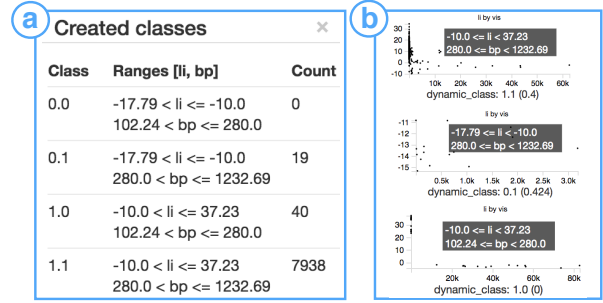 a
Created classes ×
Class Ranges [li, bp] Count
0.0 -17.79 < li <= -10.0 0
102.24 < bp <= 280.0
0.1 -17.79 < li <= -10.0 19
280.0 < bp <= 1232.69
1.0 -10.0 < li <= 37.23 40
102.24 < bp <= 280.0
1.1 -10.0 < li <= 37.23 7938
280.0 < bp <= 1232.69
b
li by vis
30
20
10
0
-10
-10.0 <= li < 37.23
280.0 <= bp < 1232.69
10k 20k 30k 40k 50k 60k
dynamic_class: 1.1 (0.4)
li by vis
-11
-12
-13
-14
-15
-17.79 <= li < -10.0
280.0 <= bp < 1232.69
0.5k 1.0k 1.5k 2.0k 2.5k 3.0k
dynamic_class: 0.1 (0.424)
li by vis
30
20
10
0
-10.0 <= li < 37.23
102.24 <= bp < 280.0
20k 40k 60k 80k
dynamic_class: 1.0 (0)